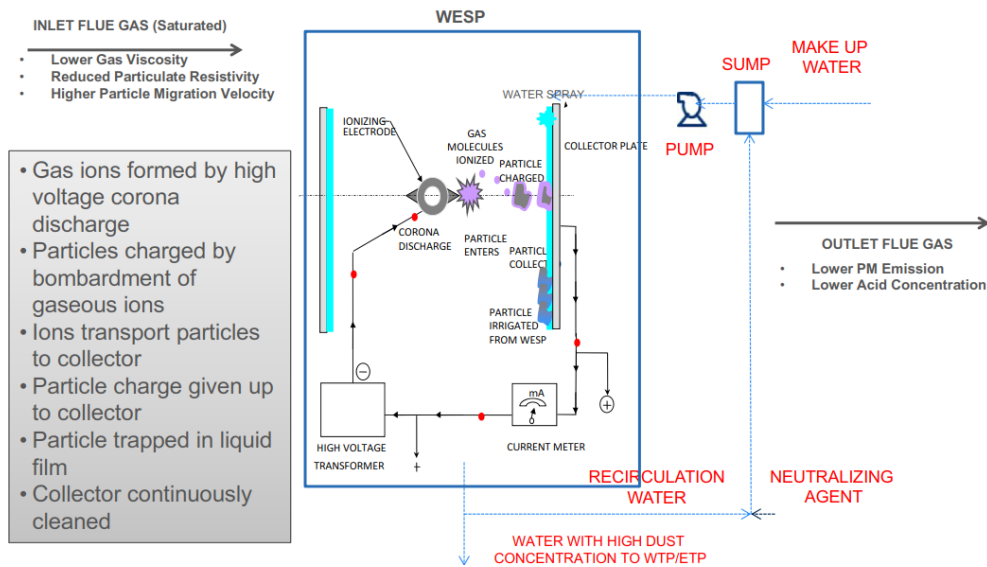 WESP
INLET FLUE GAS (Saturated)
• Lower Gas Viscosity
• Reduced Particulate Resistivity
• Higher Particle Migration Velocity
• Gas ions formed by high
voltage corona
discharge
• Particles charged by
bombardment of
gaseous ions
• Ions transport particles
to collector
• Particle charge given up
to collector
• Particle trapped in liquid
film
• Collector continuously
cleaned
IONIZING
ELECTRODE
GAS
MOLECULES
IONIZED
WATER SPRAY
PARTICLE
CHARGED
COLLECTOR PLATE
CORONA
DISCHARGE
PARTICLE
ENTERS
PARTICL
COLLECT
PARTICLE
IRRIGATED
FROM WESP
−
+
mA
0
HIGH VOLTAGE
TRANSFORMER
+
CURRENT METER
PUMP
SUMP
MAKE UP
WATER
OUTLET FLUE GAS
• Lower PM Emission
• Lower Acid Concentration
RECIRCULATION
WATER
NEUTRALIZING
AGENT
WATER WITH HIGH DUST
CONCENTRATION TO WTP/ETP